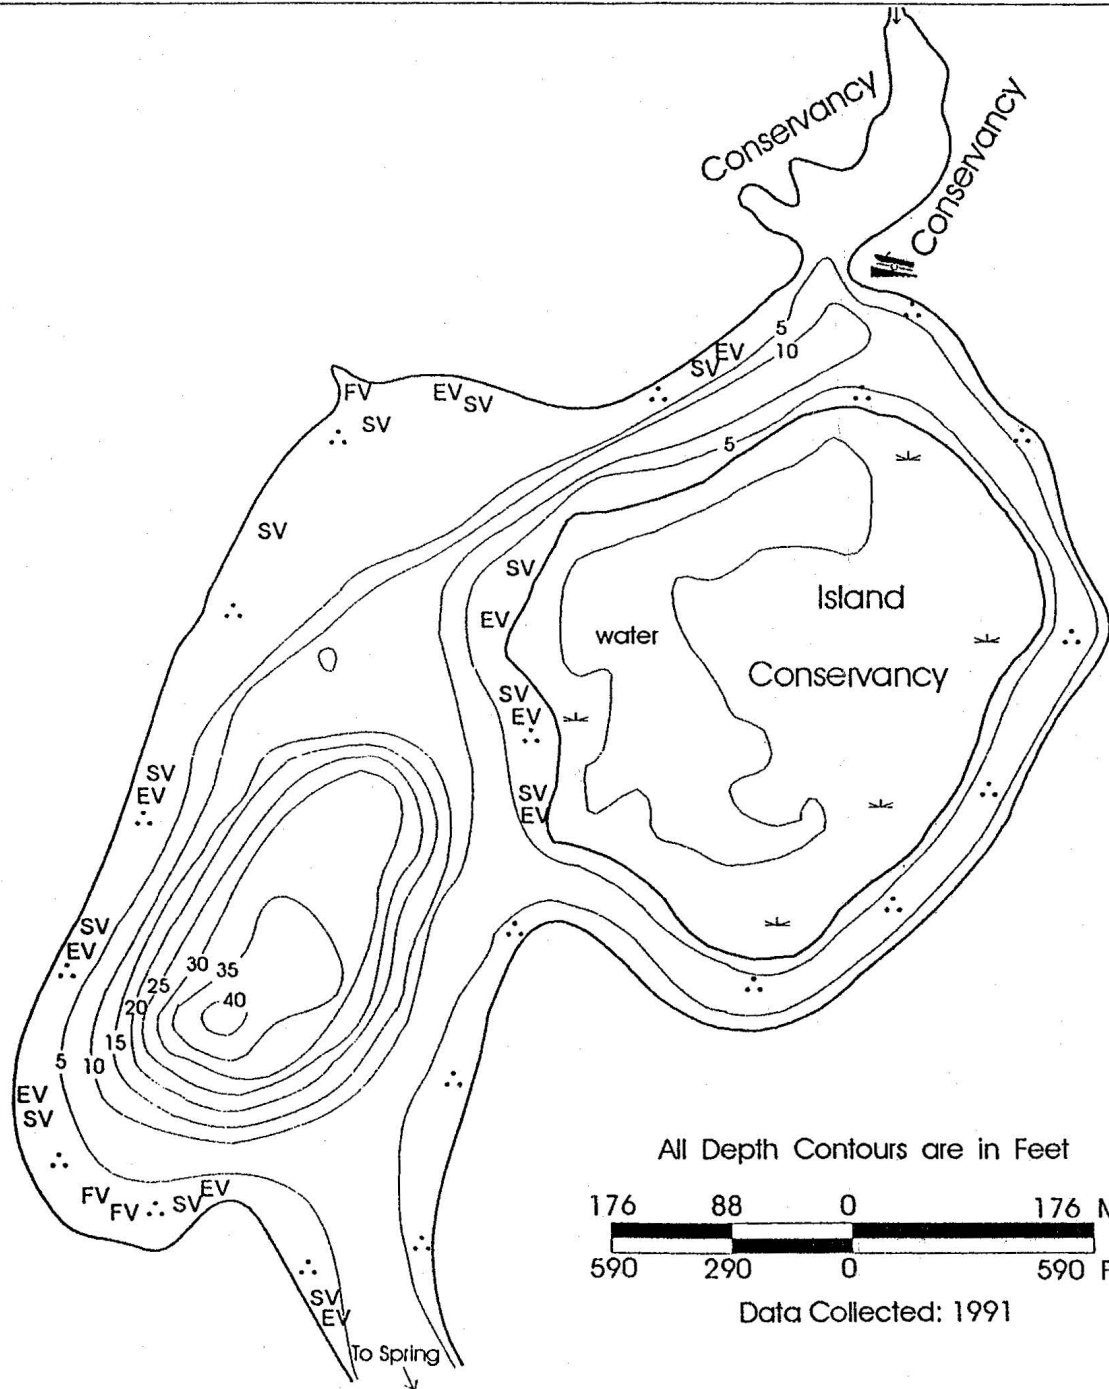 Conservancy
Conservancy
5
10
SV EV
FV
EV SV
SV
5
SV
SV
EV
Island
water
Conservancy
SV
EV
SV
EV
SV
EV
SV
EV
30
35
25
40
20
15
5
10
EV
SV
FV
FV
SV EV
SV
EV
To Spring
All Depth Contours are in Feet
176 88 0 176 M
590 290 0 590 F
Data Collected: 1991